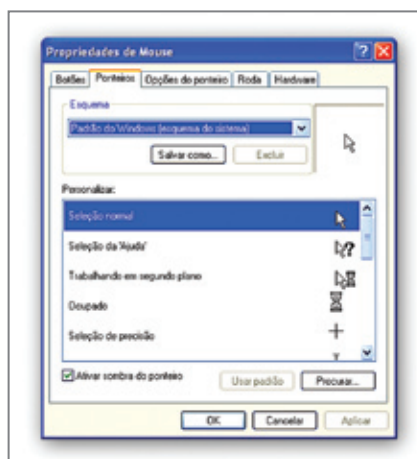 Propriedades de Mouse
Botões Ponteiros Opções do ponteiro Roda Hardware
Esquema
Padrão do Windows (esquema do sistema)
Salvar como... Excluir
Personalizar:
Seleção normal
Seleção da 'Ajuda'
Trabalhando em segundo plano
Ocupado
Seleção de precisão
Ativar sombra do ponteiro Usar padrão Procurar...
OK Cancelar Aplicar